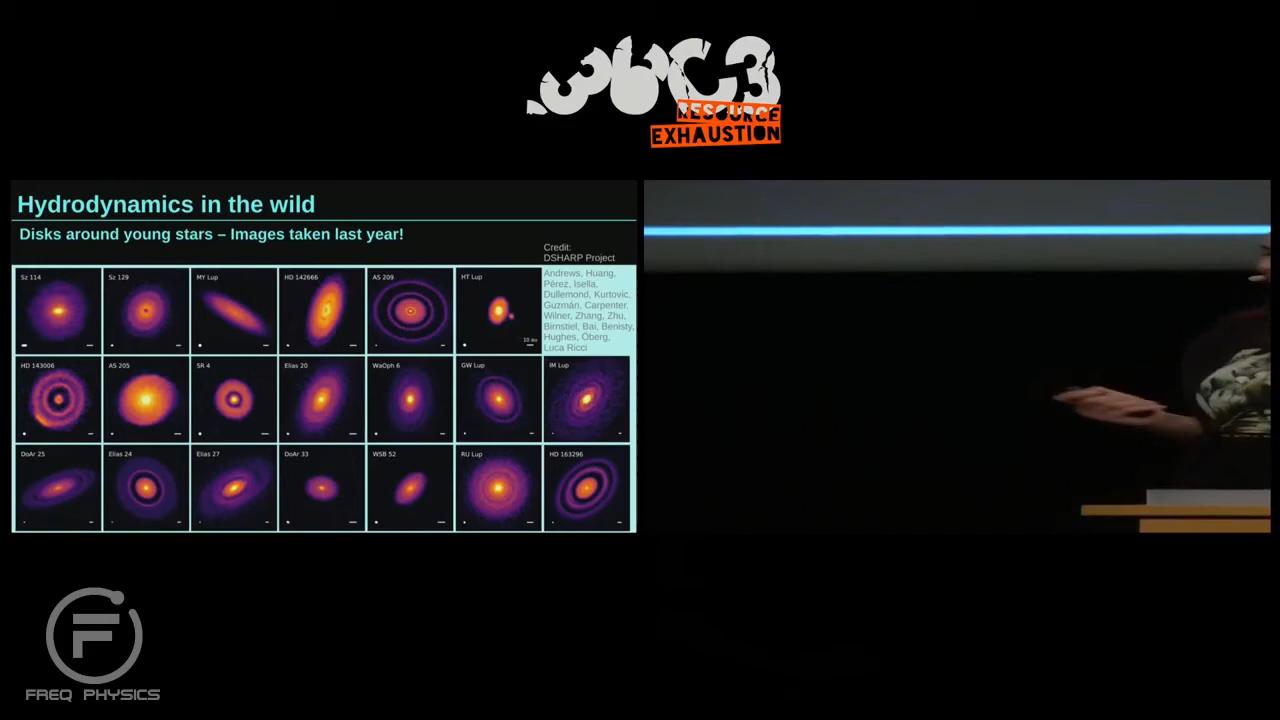 36C3
RESOURCE
EXHAUSTION
Hydrodynamics in the wild
Disks around young stars – Images taken last year!
Credit:
DSHARP Project
Andrews, Huang,
Pérez, Isella,
Dullemond, Kurtovic,
Guzmán, Carpenter,
Wilner, Zhang, Zhu,
Birnstiel, Bai, Benisty,
Hughes, Öberg,
Luca Ricci
Sz 114
Sz 129
MY Lup
HD 142666
AS 209
HT Lup
10 au
HD 143006
AS 205
SR 4
Elias 20
WaOph 6
GW Lup
IM Lup
DoAr 25
Elias 24
Elias 27
DoAr 33
WSB 52
RU Lup
HD 163296
F
FREQ PHYSICS